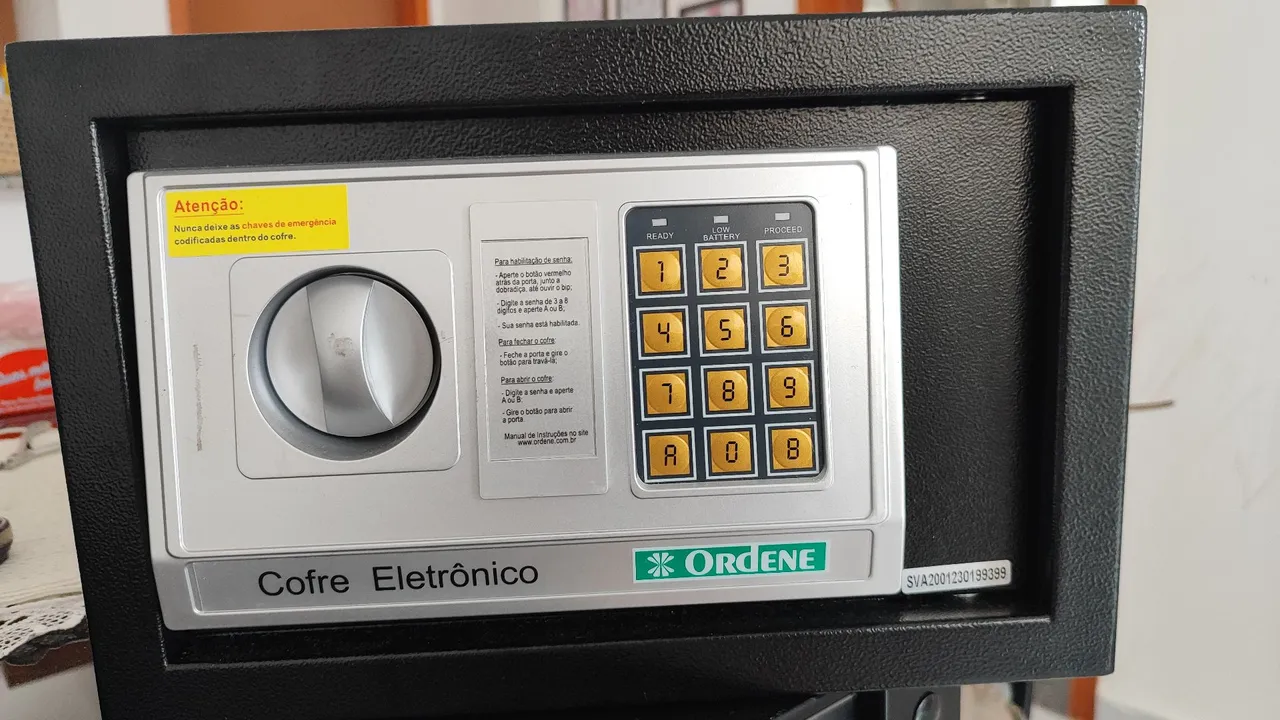 Atenção:
Nunca deixe as chaves de emergência
codificadas dentro do cofre.
Para habilitação de senha:
- Aperte o botão vermelho
atrás da porta, junto a
dobradiça, até ouvir o bip;
- Digite a senha de 3 a 8
dígitos e aperte A ou B;
- Sua senha está habilitada.
Para fechar o cofre:
- Feche a porta e gire o
botão para travá-la;
Para abrir o cofre:
- Digite a senha e aperte
A ou B;
- Gire o botão para abrir
a porta.
Manual de Instruções no site
www.ordene.com.br
READY LOW BATTERY PROCEED
1 2 3
4 5 6
7 8 9
A 0 8
Cofre Eletrônico
ORDENE
SVA2001230199399